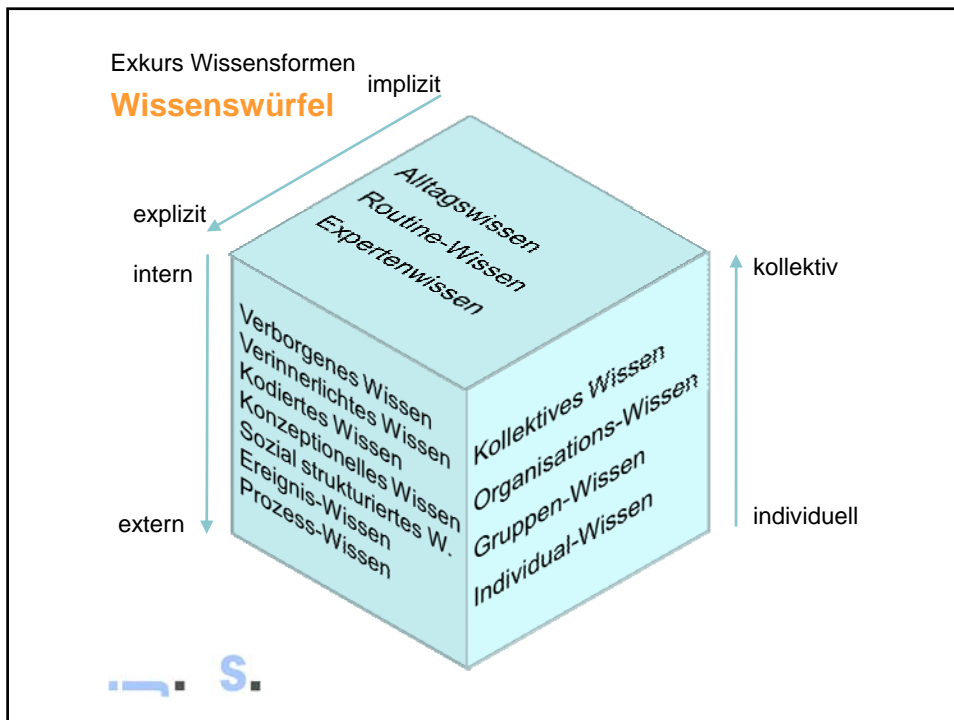 Exkurs Wissensformen
Wissenswürfel
implizit
explizit
Alltagswissen
Routine-Wissen
Expertenwissen
intern
extern
Verborgenes Wissen
Verinnerlichtes Wissen
Kodiertes Wissen
Konzeptionelles Wissen
Sozial strukturiertes W.
Ereignis-Wissen
Prozess-Wissen
kollektiv
individuell
Kollektives Wissen
Organisations-Wissen
Gruppen-Wissen
Individual-Wissen
s.